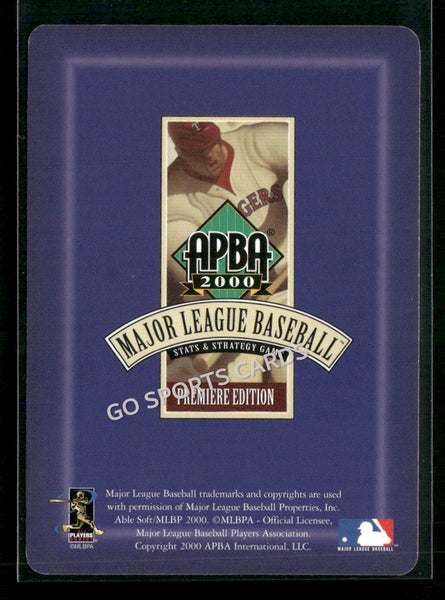 T
GERS
APBA®
2000
MAJOR LEAGUE BASEBALL™
STATS & STRATEGY GAME
GO SPORTS CARDS
PREMIERE EDITION
Major League Baseball trademarks and copyrights are used
with permission of Major League Baseball Properties, Inc.
Able Soft/MLBP 2000. ©MLBPA - Official Licensee,
Major League Baseball Players Association.
Copyright 2000 APBA International, LLC.
PLAYERS
©MLBPA
MAJOR LEAGUE BASEBALL